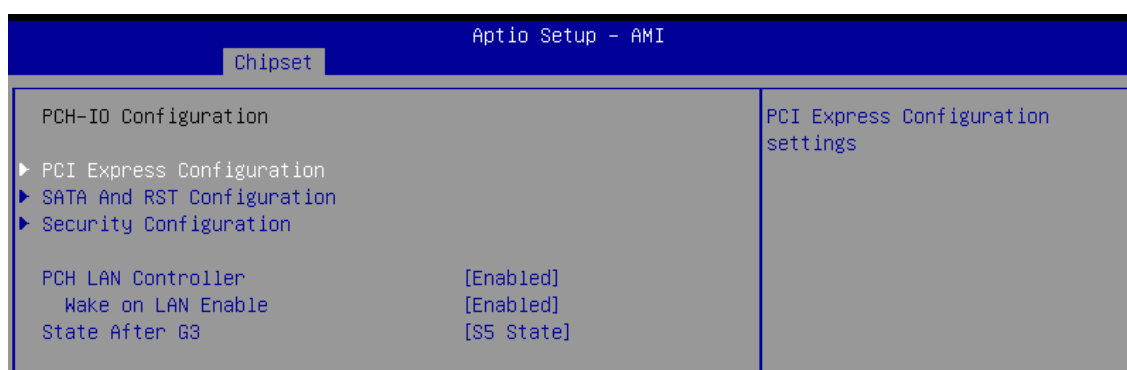 Aptio Setup – AMI
Chipset
PCH-IO Configuration
PCI Express Configuration
settings
PCI Express Configuration
SATA And RST Configuration
Security Configuration
PCH LAN Controller [Enabled]
Wake on LAN Enable [Enabled]
State After G3 [S5 State]